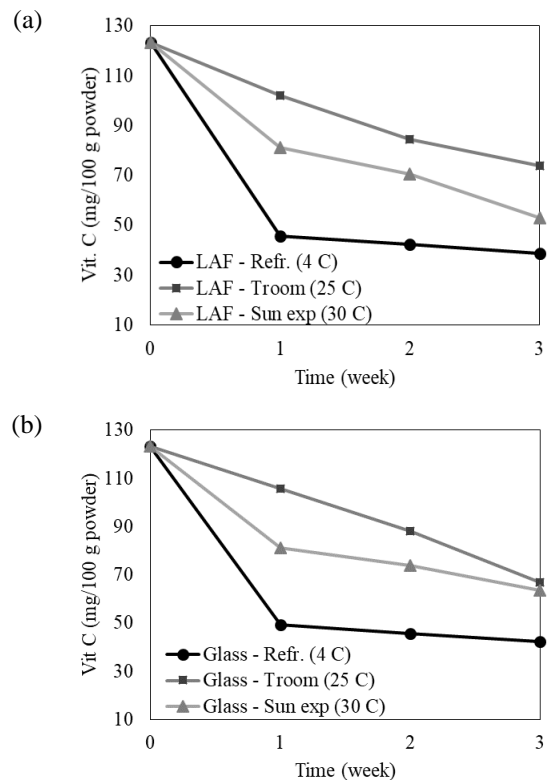 (a)
130
110
90
70
50
30
10
Vit. C (mg/100 g powder)
LAF - Refr. (4 C)
LAF - Troom (25 C)
LAF - Sun exp (30 C)
0 1 2 3
Time (week)
(b)
130
110
90
70
50
30
10
Vit C (mg/100 g powder)
Glass - Refr. (4 C)
Glass - Troom (25 C)
Glass - Sun exp (30 C)
0 1 2 3
Time (week)